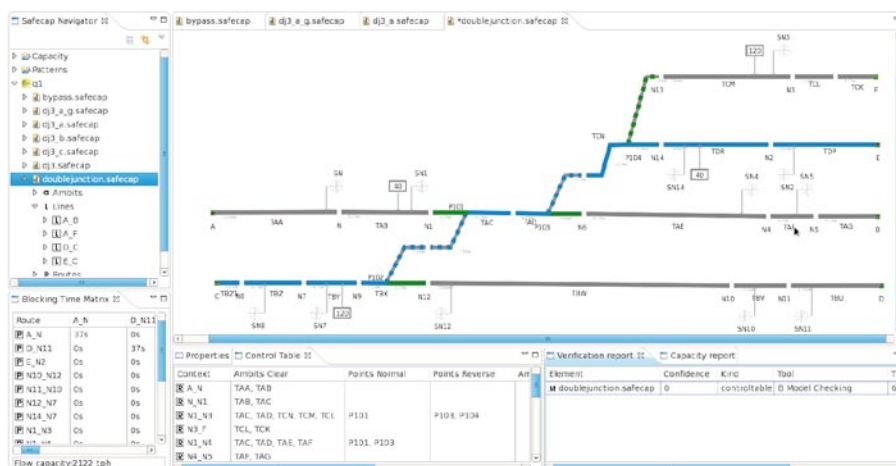 Safecap Navigator
bypass.safecap
dj3_a_g.safecap
dj3_a.safecap
*doublejunction.safecap
Capacity
Patterns
q1
bypass.safecap
dj3_a_g.safecap
dj3_a.safecap
dj3_b.safecap
dj3_c.safecap
dj3.safecap
doublejunction.safecap
Ambits
Lines
A_B
A_F
D_C
E_C
Routes
SN3
120
N13
TCM
N3
TCL
TCK
F
TCN
P104
N14
TDR
N2
TDP
E
SN14
40
SN2
SN5
SN4
SN
SN1
40
A
TAA
N
TAB
N1
P101
TAC
TAD
P103
N6
TAE
N4
N5
TAG
B
P102
C
TBZ
N7
TBY
N9
TBX
N12
TBW
N10
TBV
N11
TBU
D
SN8
SN7
120
SN12
SN10
SN11
Blocking Time Matrix
Route A_N D_N11
A_N 37s 0s
D_N11 0s 37s
E_N2 0s 0s
N10_N12 0s 0s
N11_N10 0s 0s
N12_N7 0s 0s
N14_N7 0s 0s
N1_N3 0s 0s
Flow capacity:2122 tph
Properties
Control Table
Context Ambits Clear Points Normal Points Reverse Am
A_N TAA, TAB
N_N1 TAB, TAC
N1_N3 TAC, TAD, TCN, TCM, TCL P101 P103, P104
N3_F TCL, TCK
N1_N4 TAC, TAD, TAE, TAF P101, P103
N4_N5 TAF, TAG
Verification report
Capacity report
Element Confidence Kind Tool T
doublejunction.safecap 0 controltable B Model Checking